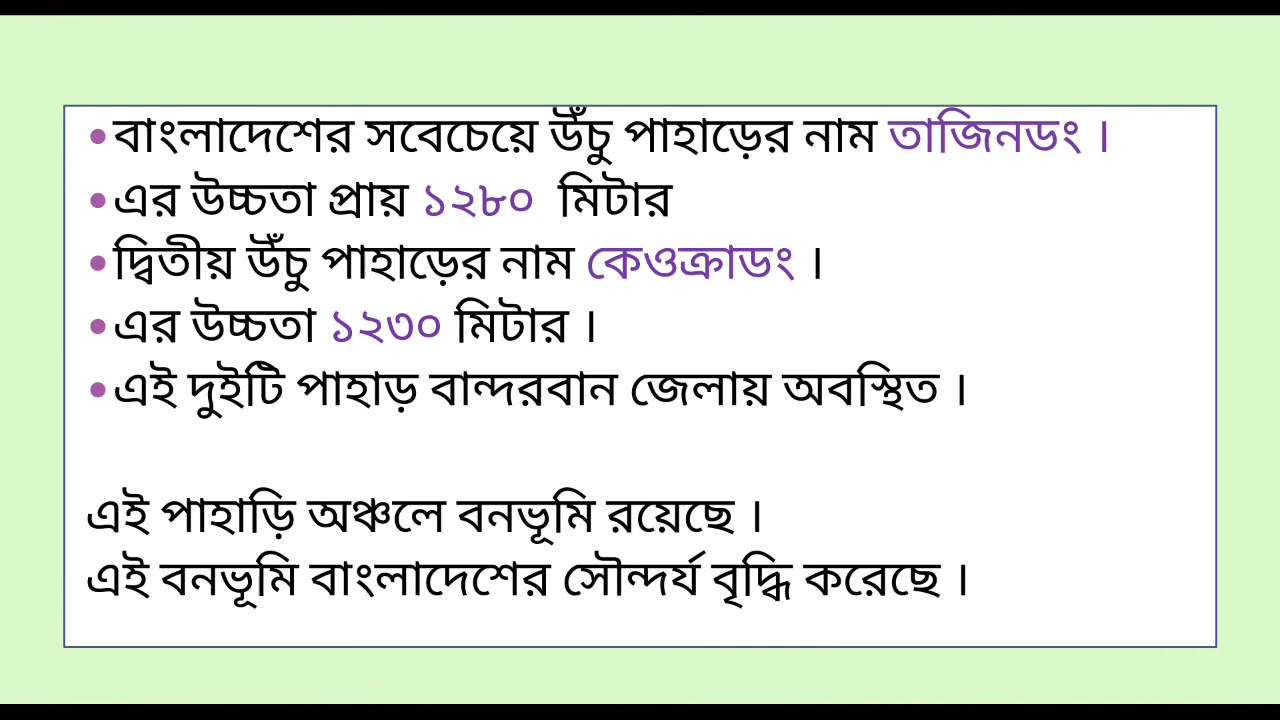 •বাংলাদেশের সবেচেয়ে উঁচু পাহাড়ের নাম তাজিনডং ।
•এর উচ্চতা প্রায় ১২৮০ মিটার
•দ্বিতীয় উঁচু পাহাড়ের নাম কেওক্রাডং ।
•এর উচ্চতা ১২৩০ মিটার ।
•এই দুইটি পাহাড় বান্দরবান জেলায় অবস্থিত ।
এই পাহাড়ি অঞ্চলে বনভূমি রয়েছে ।
এই বনভূমি বাংলাদেশের সৌন্দর্য বৃদ্ধি করেছে ।